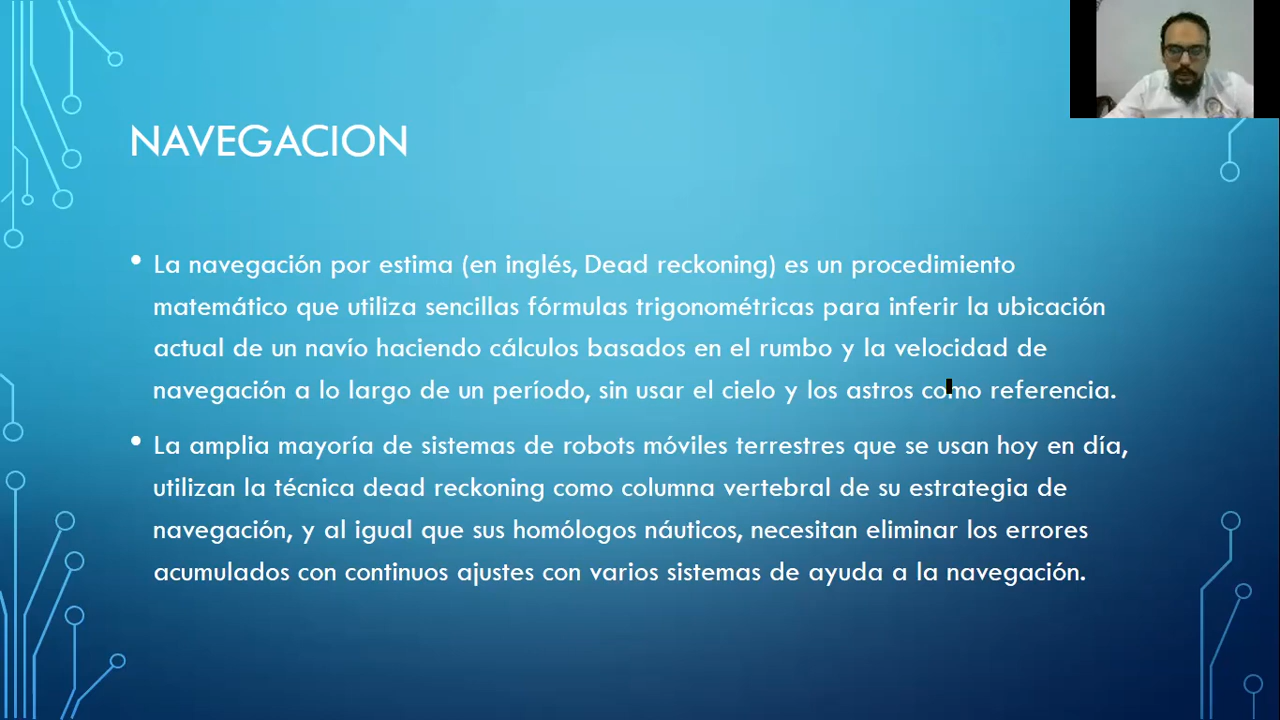 NAVEGACION
• La navegación por estima (en inglés, Dead reckoning) es un procedimiento
matemático que utiliza sencillas fórmulas trigonométricas para inferir la ubicación
actual de un navío haciendo cálculos basados en el rumbo y la velocidad de
navegación a lo largo de un período, sin usar el cielo y los astros como referencia.
• La amplia mayoría de sistemas de robots móviles terrestres que se usan hoy en día,
utilizan la técnica dead reckoning como columna vertebral de su estrategia de
navegación, y al igual que sus homólogos náuticos, necesitan eliminar los errores
acumulados con continuos ajustes con varios sistemas de ayuda a la navegación.